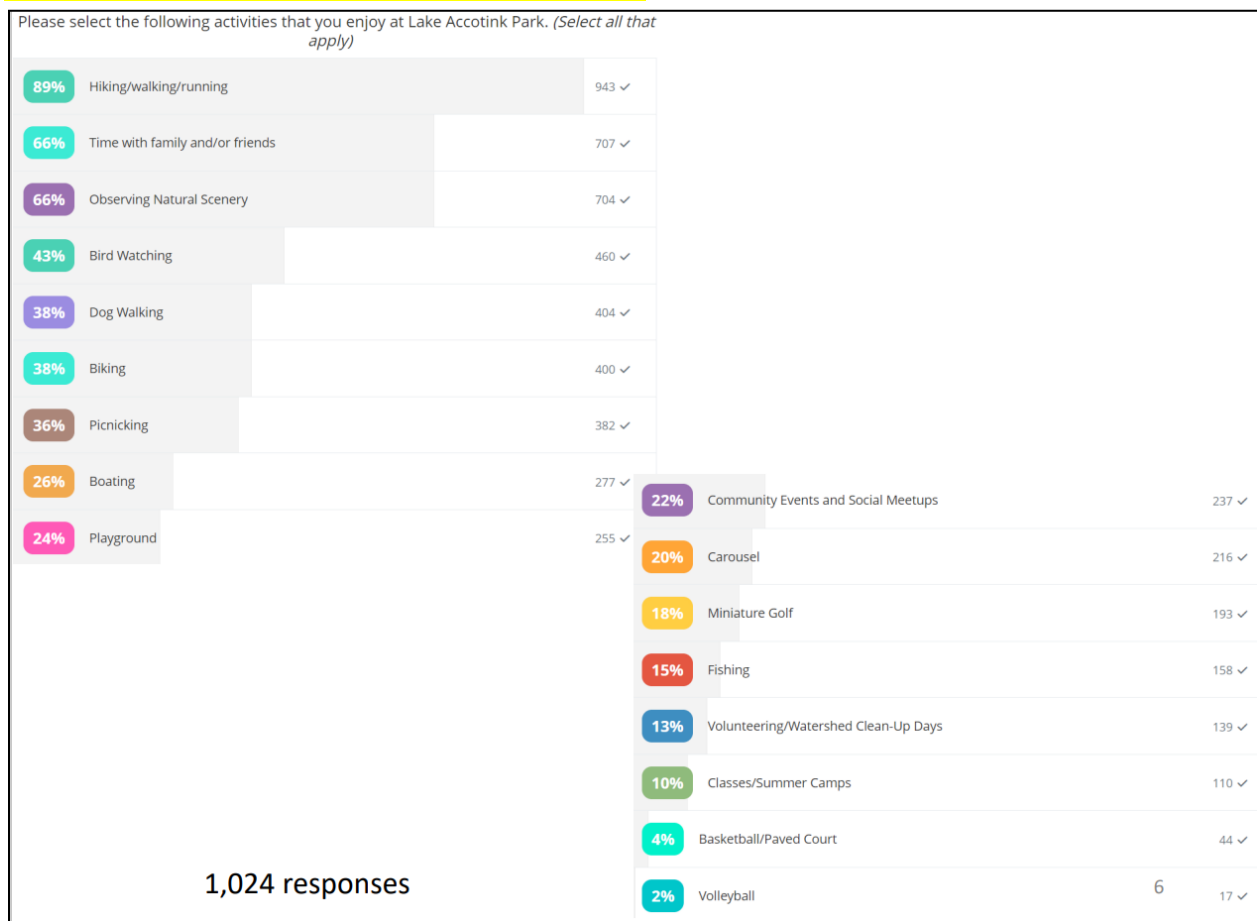 Please select the following activities that you enjoy at Lake Accotink Park. (Select all that
apply)
89% Hiking/walking/running 943 ✓
66% Time with family and/or friends 707 ✓
66% Observing Natural Scenery 704 ✓
43% Bird Watching 460 ✓
38% Dog Walking 404 ✓
38% Biking 400 ✓
36% Picnicking 382 ✓
26% Boating 277 ✓
24% Playground 255 ✓
22% Community Events and Social Meetups 237 ✓
20% Carousel 216 ✓
18% Miniature Golf 193 ✓
15% Fishing 158 ✓
13% Volunteering/Watershed Clean-Up Days 139 ✓
10% Classes/Summer Camps 110 ✓
4% Basketball/Paved Court 44 ✓
2% Volleyball 17 ✓
1,024 responses
6